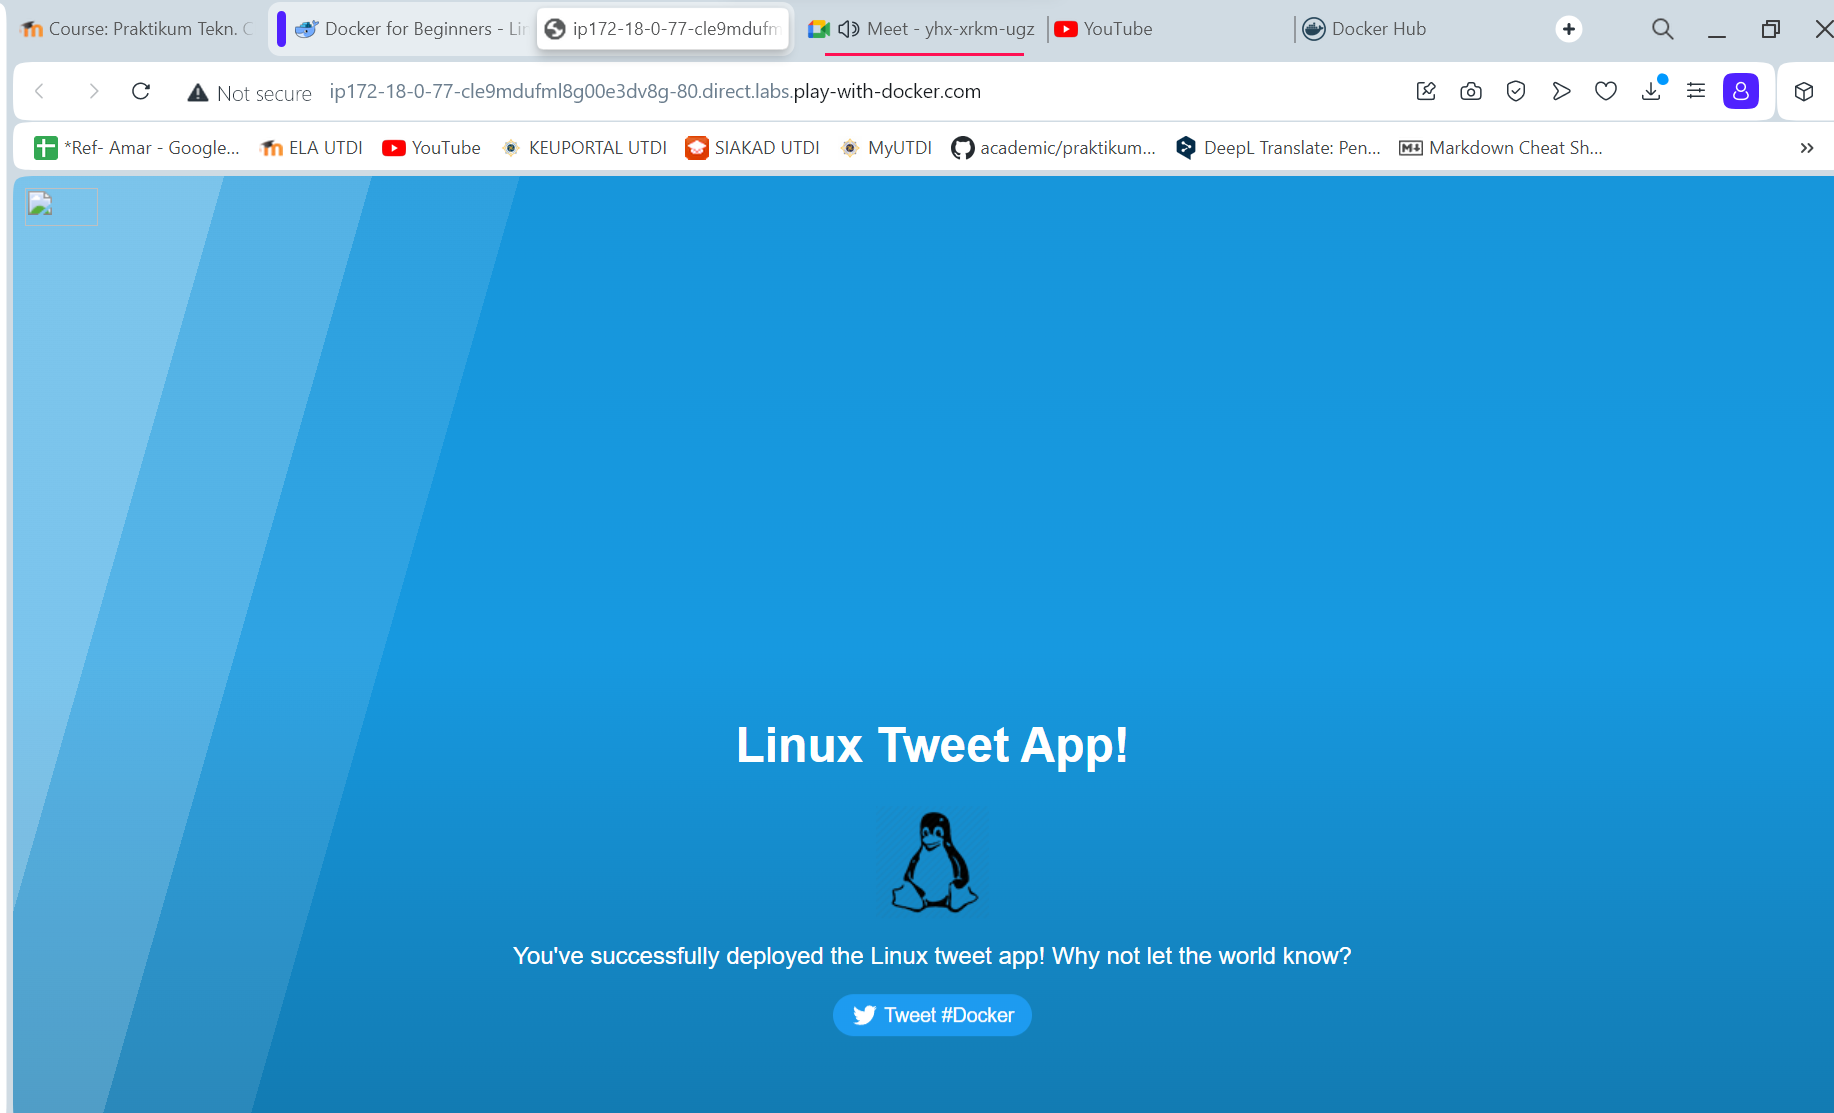 Course: Praktikum Tekn. C
Docker for Beginners - Lin
ip172-18-0-77-cle9mdufm
Meet - yhx-xrkm-ugz
YouTube
Docker Hub
Not secure
ip172-18-0-77-cle9mdufml8g00e3dv8g-80.direct.labs.play-with-docker.com
*Ref- Amar - Google...
ELA UTDI
YouTube
KEUPORTAL UTDI
SIAKAD UTDI
MyUTDI
academic/praktikum...
DeepL Translate: Pen...
M↓
Markdown Cheat Sh...
Linux Tweet App!
You've successfully deployed the Linux tweet app! Why not let the world know?
Tweet #Docker